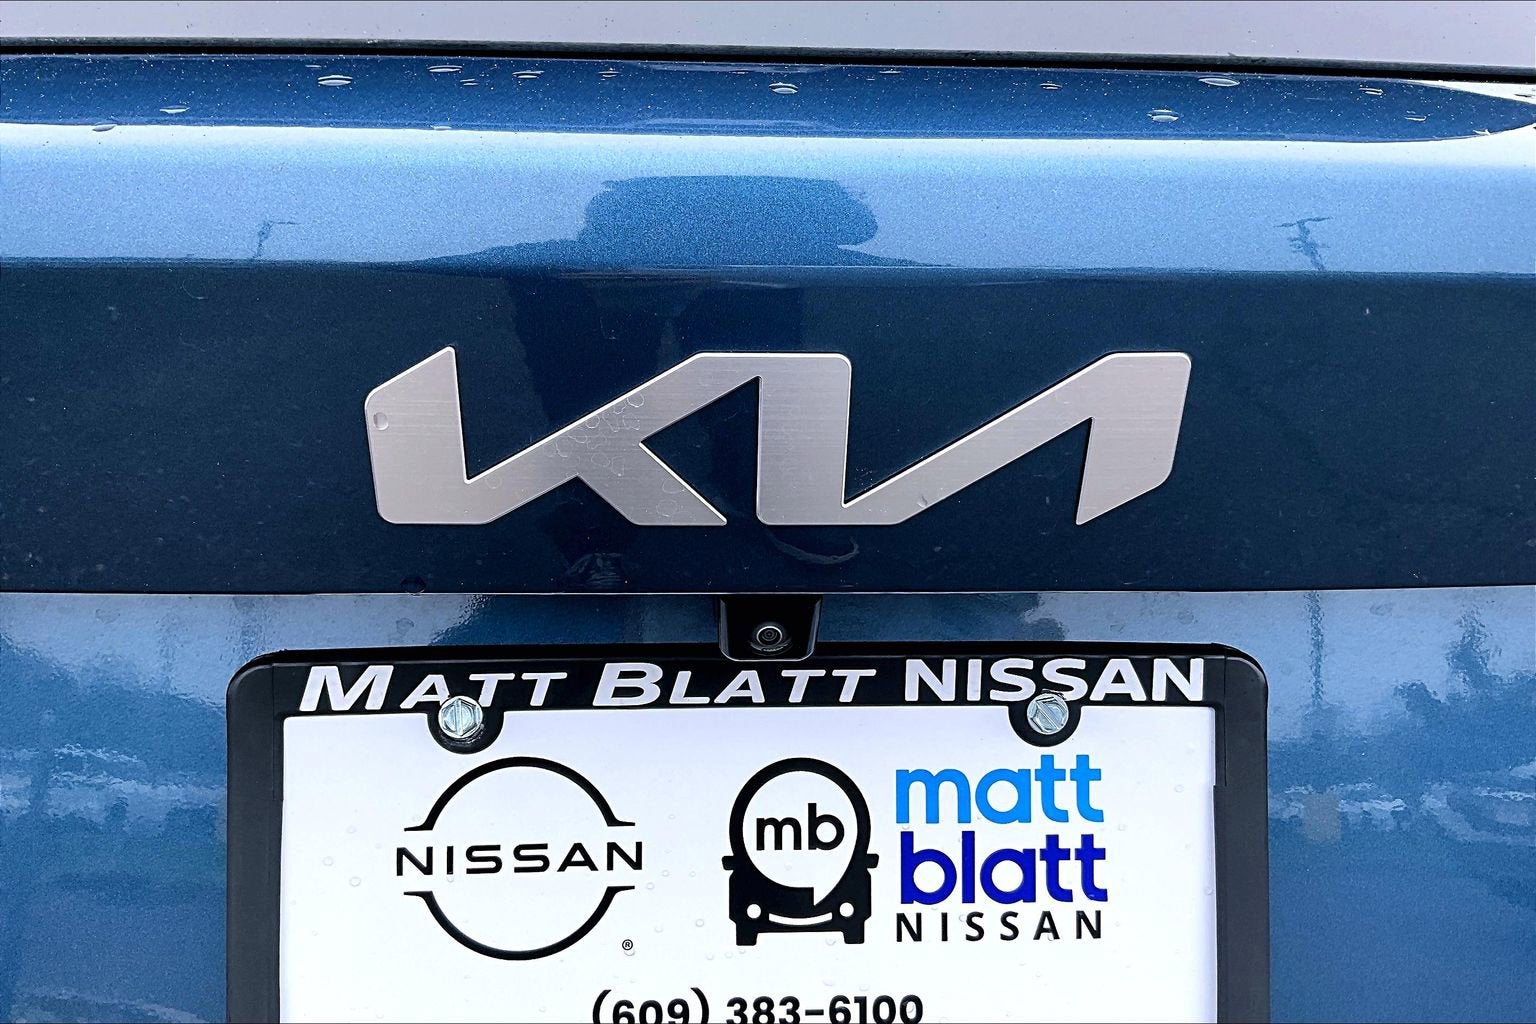 KIA
MATT BLATT NISSAN
NISSAN
®
mb
matt
blatt
NISSAN
(609) 383-6100